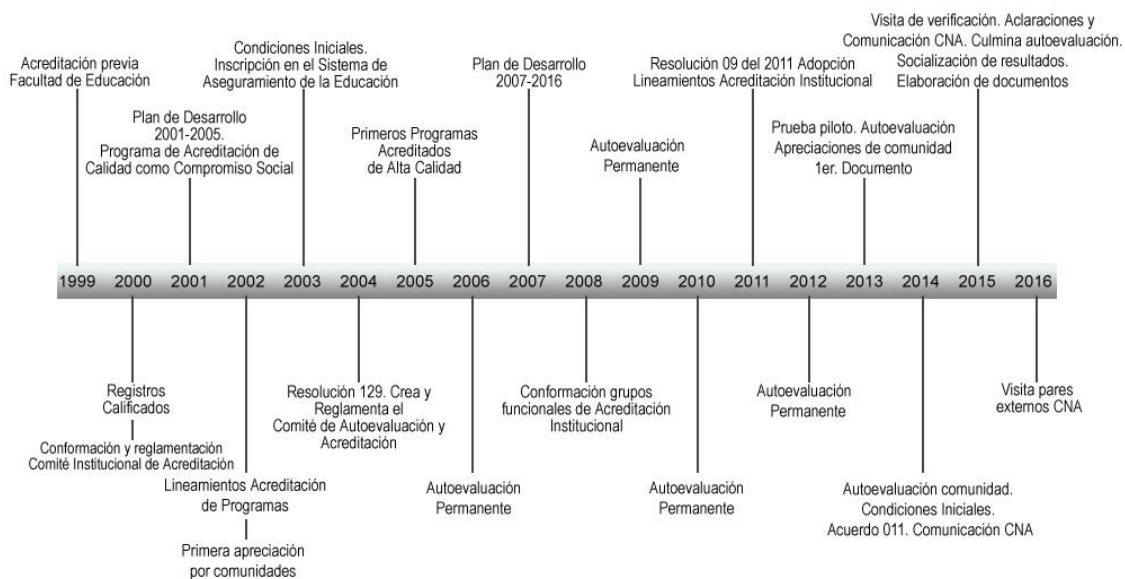 Acreditación previa
Facultad de Educación
Plan de Desarrollo
2001-2005.
Programa de Acreditación de
Calidad como Compromiso Social
Condiciones Iniciales.
Inscripción en el Sistema de
Aseguramiento de la Educación
Primeros Programas
Acreditados
de Alta Calidad
Plan de Desarrollo
2007-2016
Autoevaluación
Permanente
Resolución 09 del 2011 Adopción
Lineamientos Acreditación Institucional
Prueba piloto. Autoevaluación
Apreciaciones de comunidad
1er. Documento
Visita de verificación. Aclaraciones y
Comunicación CNA. Culmina autoevaluación.
Socialización de resultados.
Elaboración de documentos
1999 2000 2001 2002 2003 2004 2005 2006 2007 2008 2009 2010 2011 2012 2013 2014 2015 2016
Registros
Calificados
Conformación y reglamentación
Comité Institucional de Acreditación
Lineamientos Acreditación
de Programas
Primera apreciación
por comunidades
Resolución 129. Crea y
Reglamenta el
Comité de Autoevaluación y
Acreditación
Autoevaluación
Permanente
Conformación grupos
funcionales de Acreditación
Institucional
Autoevaluación
Permanente
Autoevaluación
Permanente
Autoevaluación comunidad.
Condiciones Iniciales.
Acuerdo 011. Comunicación CNA
Visita pares
externos CNA